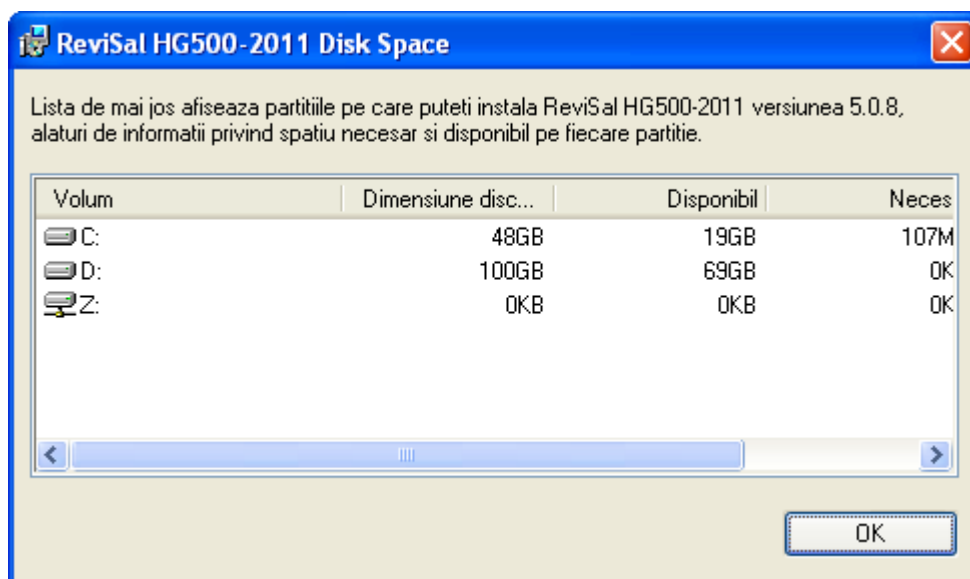 ReviSal HG500-2011 Disk Space
Lista de mai jos afiseaza partitiile pe care puteti instala ReviSal HG500-2011 versiunea 5.0.8,
alaturi de informatii privind spatiu necesar si disponibil pe fiecare partitie.
Volum Dimensiune disc... Disponibil Neces
C: 48GB 19GB 107M
D: 100GB 69GB 0K
Z: 0KB 0KB 0K
OK